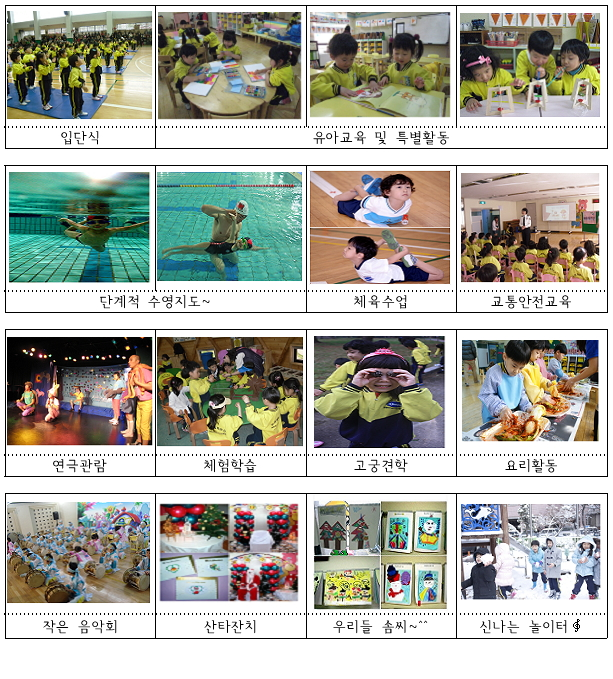 입단식
유아교육 및 특별활동
단계적 수영지도~
체육수업
교통안전교육
연극관람
체험학습
고궁견학
요리활동
작은 음악회
산타잔치
우리들 솜씨~^^
신나는 놀이터